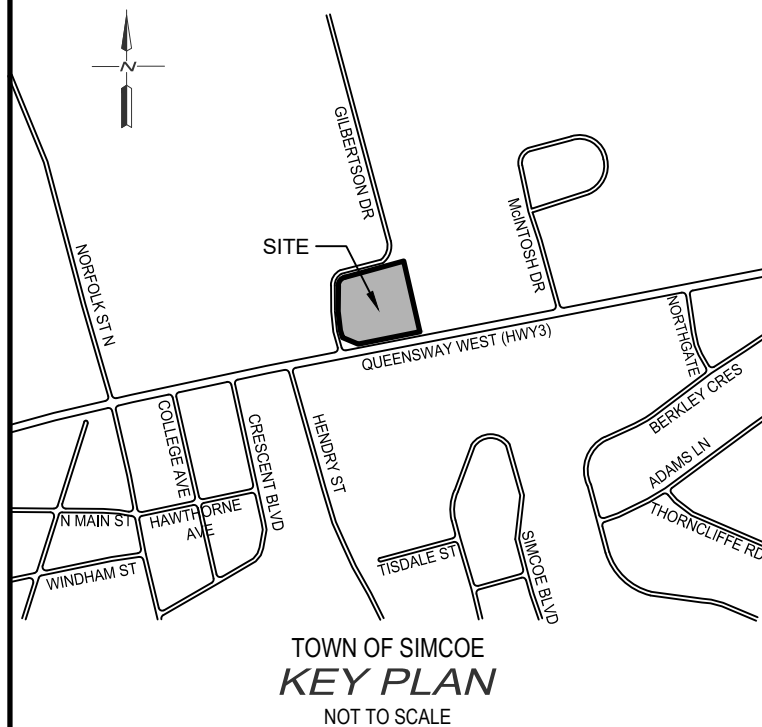 N
GILBERTSON DR
McINTOSH DR
SITE
NORFOLK ST N
NORTHGATE
QUEENSWAY WEST (HWY3)
BERKLEY CRES
COLLEGE AVE
CRESCENT BLVD
HENDRY ST
ADAMS LN
N MAIN ST
HAWTHORNE
AVE
THORNCLIFFE RD
TISDALE ST
SIMCOE BLVD
WINDHAM ST
TOWN OF SIMCOE
KEY PLAN
NOT TO SCALE